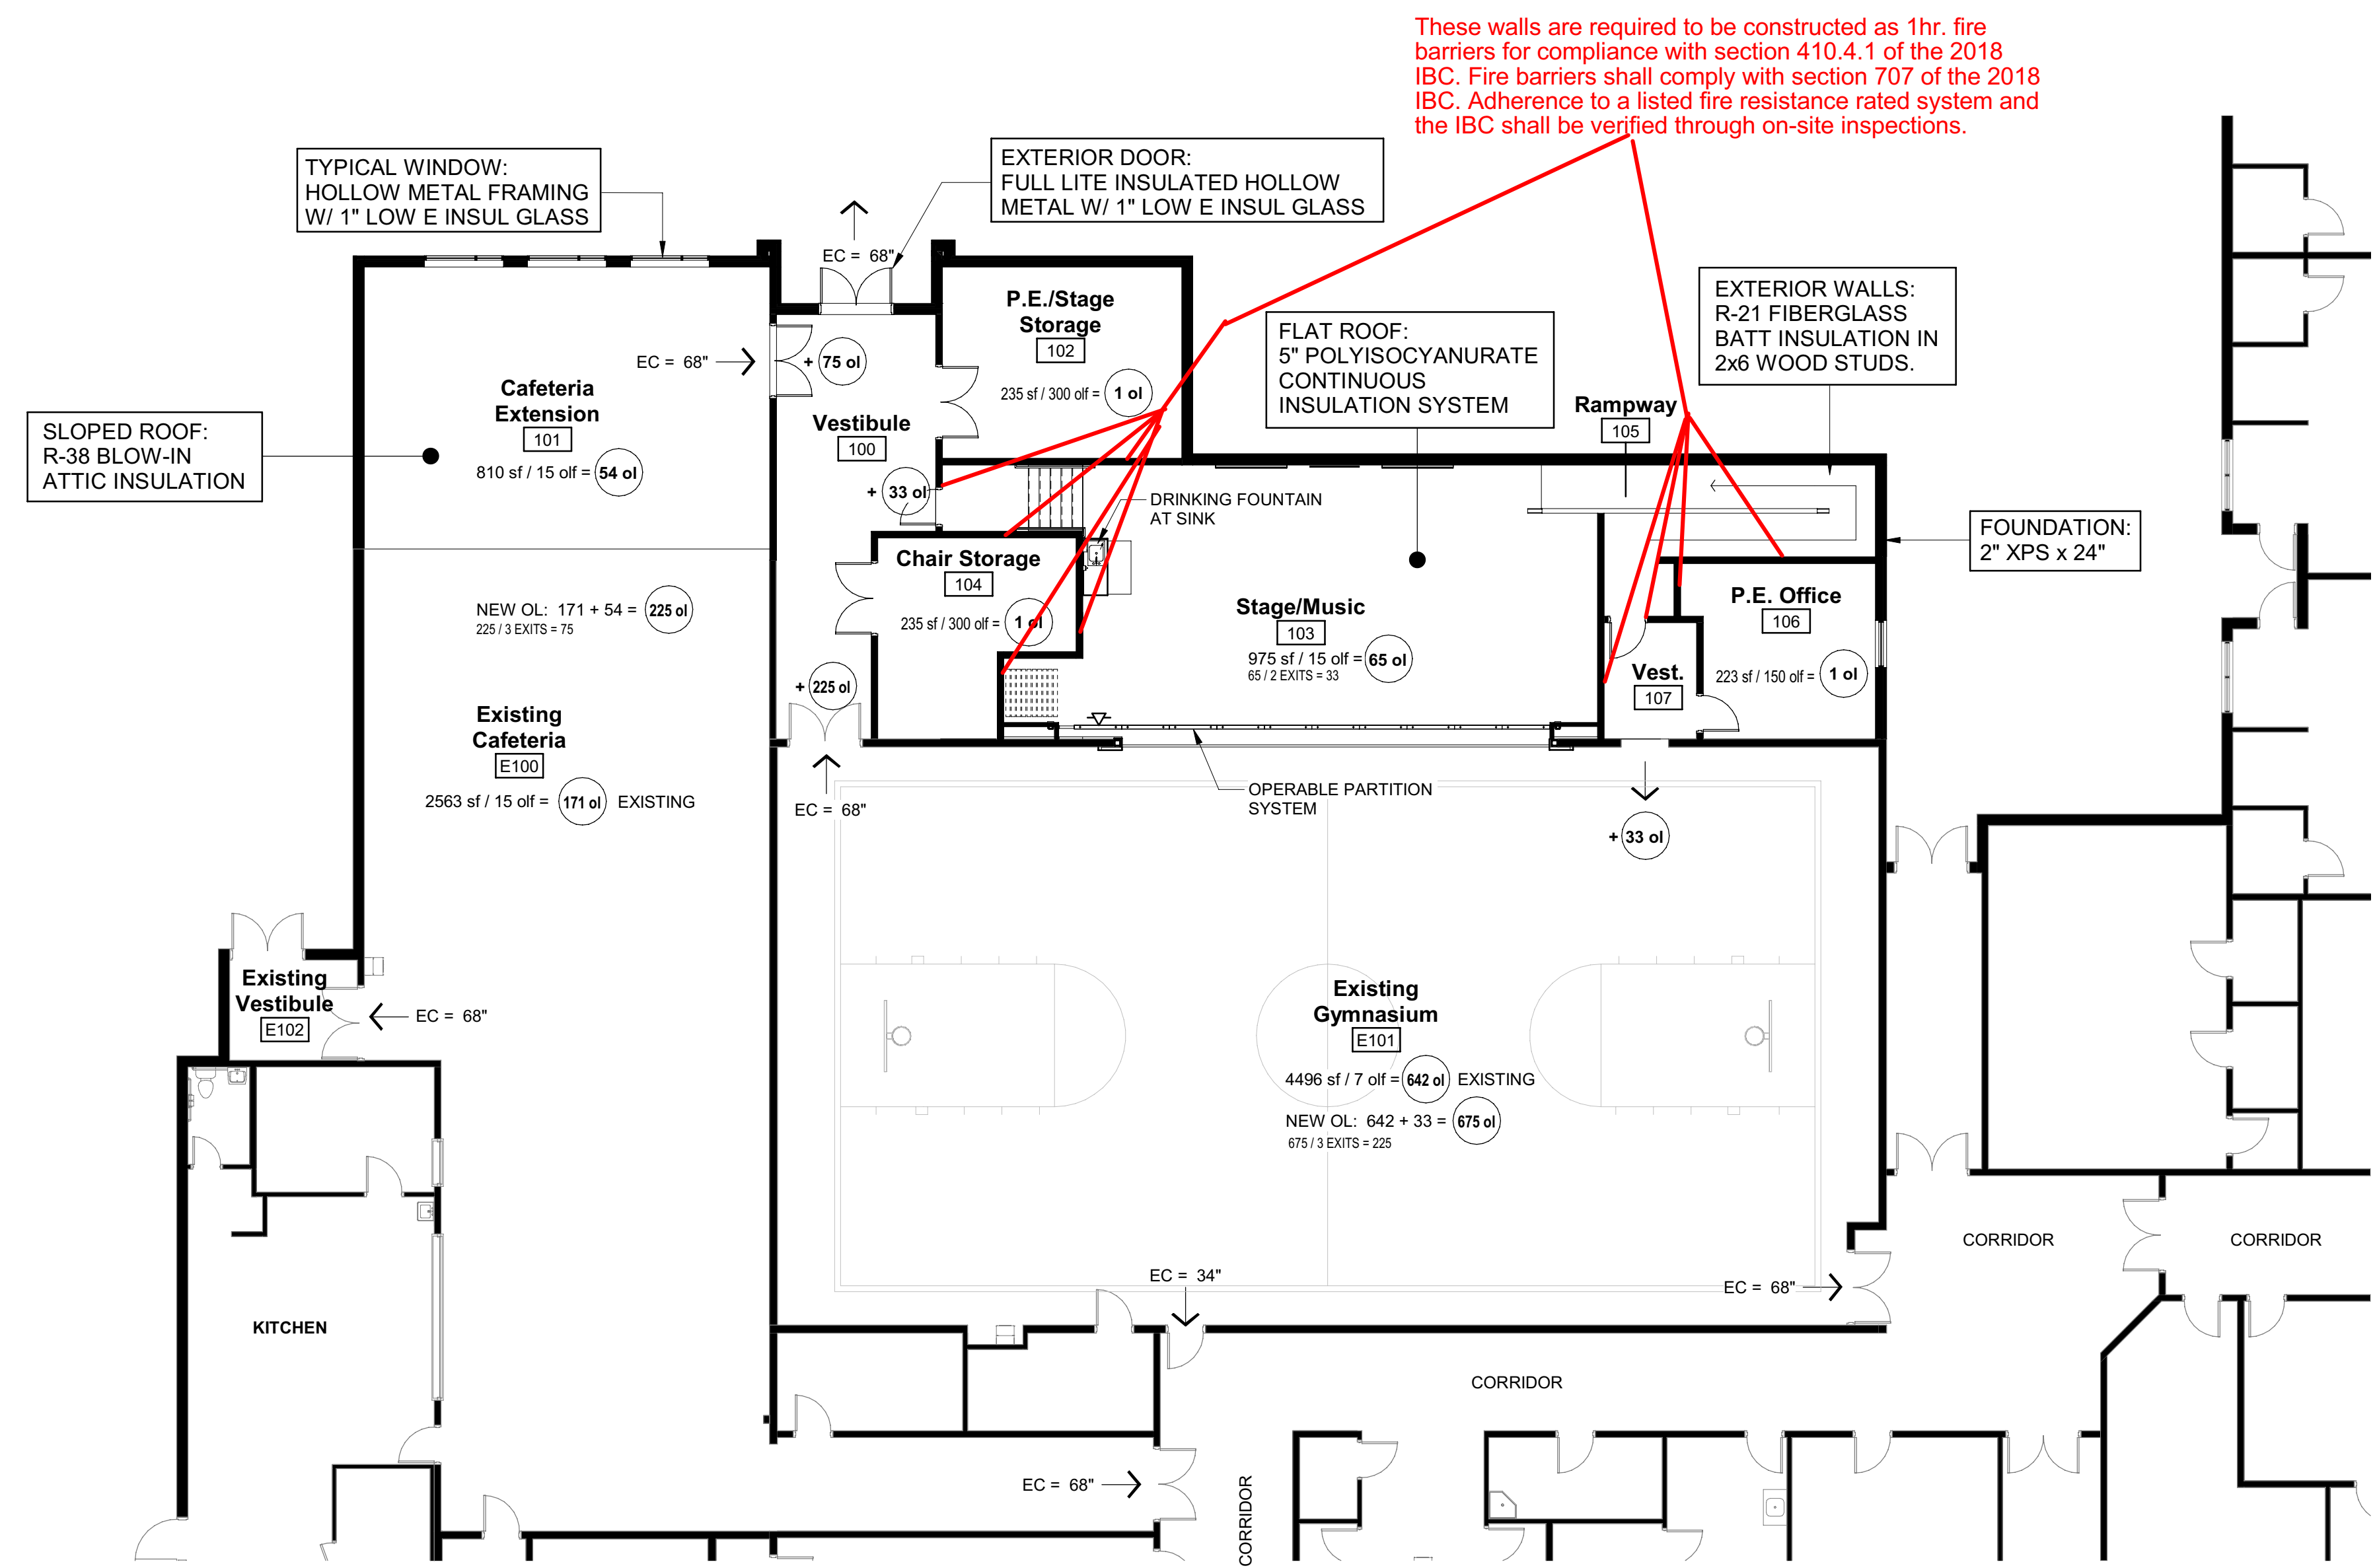 These walls are required to be constructed as 1hr. fire
barriers for compliance with section 410.4.1 of the 2018
IBC. Fire barriers shall comply with section 707 of the 2018
IBC. Adherence to a listed fire resistance rated system and
the IBC shall be verified through on-site inspections.
TYPICAL WINDOW:
HOLLOW METAL FRAMING
W/ 1" LOW E INSUL GLASS
EXTERIOR DOOR:
FULL LITE INSULATED HOLLOW
METAL W/ 1" LOW E INSUL GLASS
EC = 68"
P.E./Stage
Storage
102
235 sf / 300 olf = 1 ol
FLAT ROOF:
5" POLYISOCYANURATE
CONTINUOUS
INSULATION SYSTEM
EXTERIOR WALLS:
R-21 FIBERGLASS
BATT INSULATION IN
2x6 WOOD STUDS.
EC = 68"
+ 75 ol
Cafeteria
Extension
101
810 sf / 15 olf = 54 ol
SLOPED ROOF:
R-38 BLOW-IN
ATTIC INSULATION
Vestibule
100
+ 33 ol
Rampway
105
DRINKING FOUNTAIN
AT SINK
FOUNDATION:
2" XPS x 24"
Chair Storage
104
235 sf / 300 olf = 1 ol
Stage/Music
103
975 sf / 15 olf = 65 ol
65 / 2 EXITS = 33
P.E. Office
106
223 sf / 150 olf = 1 ol
Vest.
107
NEW OL: 171 + 54 = 225 ol
225 / 3 EXITS = 75
+ 225 ol
Existing
Cafeteria
E100
2563 sf / 15 olf = 171 ol EXISTING
EC = 68"
OPERABLE PARTITION
SYSTEM
+ 33 ol
Existing
Vestibule
E102
EC = 68"
Existing
Gymnasium
E101
4496 sf / 7 olf = 642 ol EXISTING
NEW OL: 642 + 33 = 675 ol
675 / 3 EXITS = 225
EC = 34"
EC = 68"
CORRIDOR
CORRIDOR
KITCHEN
CORRIDOR
EC = 68"
CORRIDOR